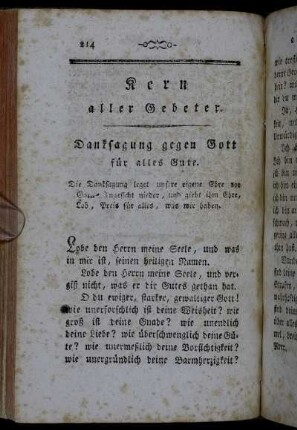 214
Kern
aller Gebeter.
Danksagung gegen Gott
für alles Gute.
Die Danksagung leget unsere eigene Ehre vor
Angesicht nieder, und giebt ihm Ehre,
Lob, Preis für alles, was wir haben.
Lobe den Herrn meine Seele, und was
in mir ist, seinen heiligen Namen.
Lobe den Herrn meine Seele, und ver-
giß nicht, was er dir Gutes gethan hat.
O du ewiger, starker, gewaltiger Gott!
wie unerforschlich ist deine Weisheit? wie
groß ist deine Gnade? wie unendlich
deine Liebe? wie überschwenglich deine Gü-
te? wie unermeßlich deine Vorsichtigkeit?
wie unergründlich deine Barmherzigkeit?